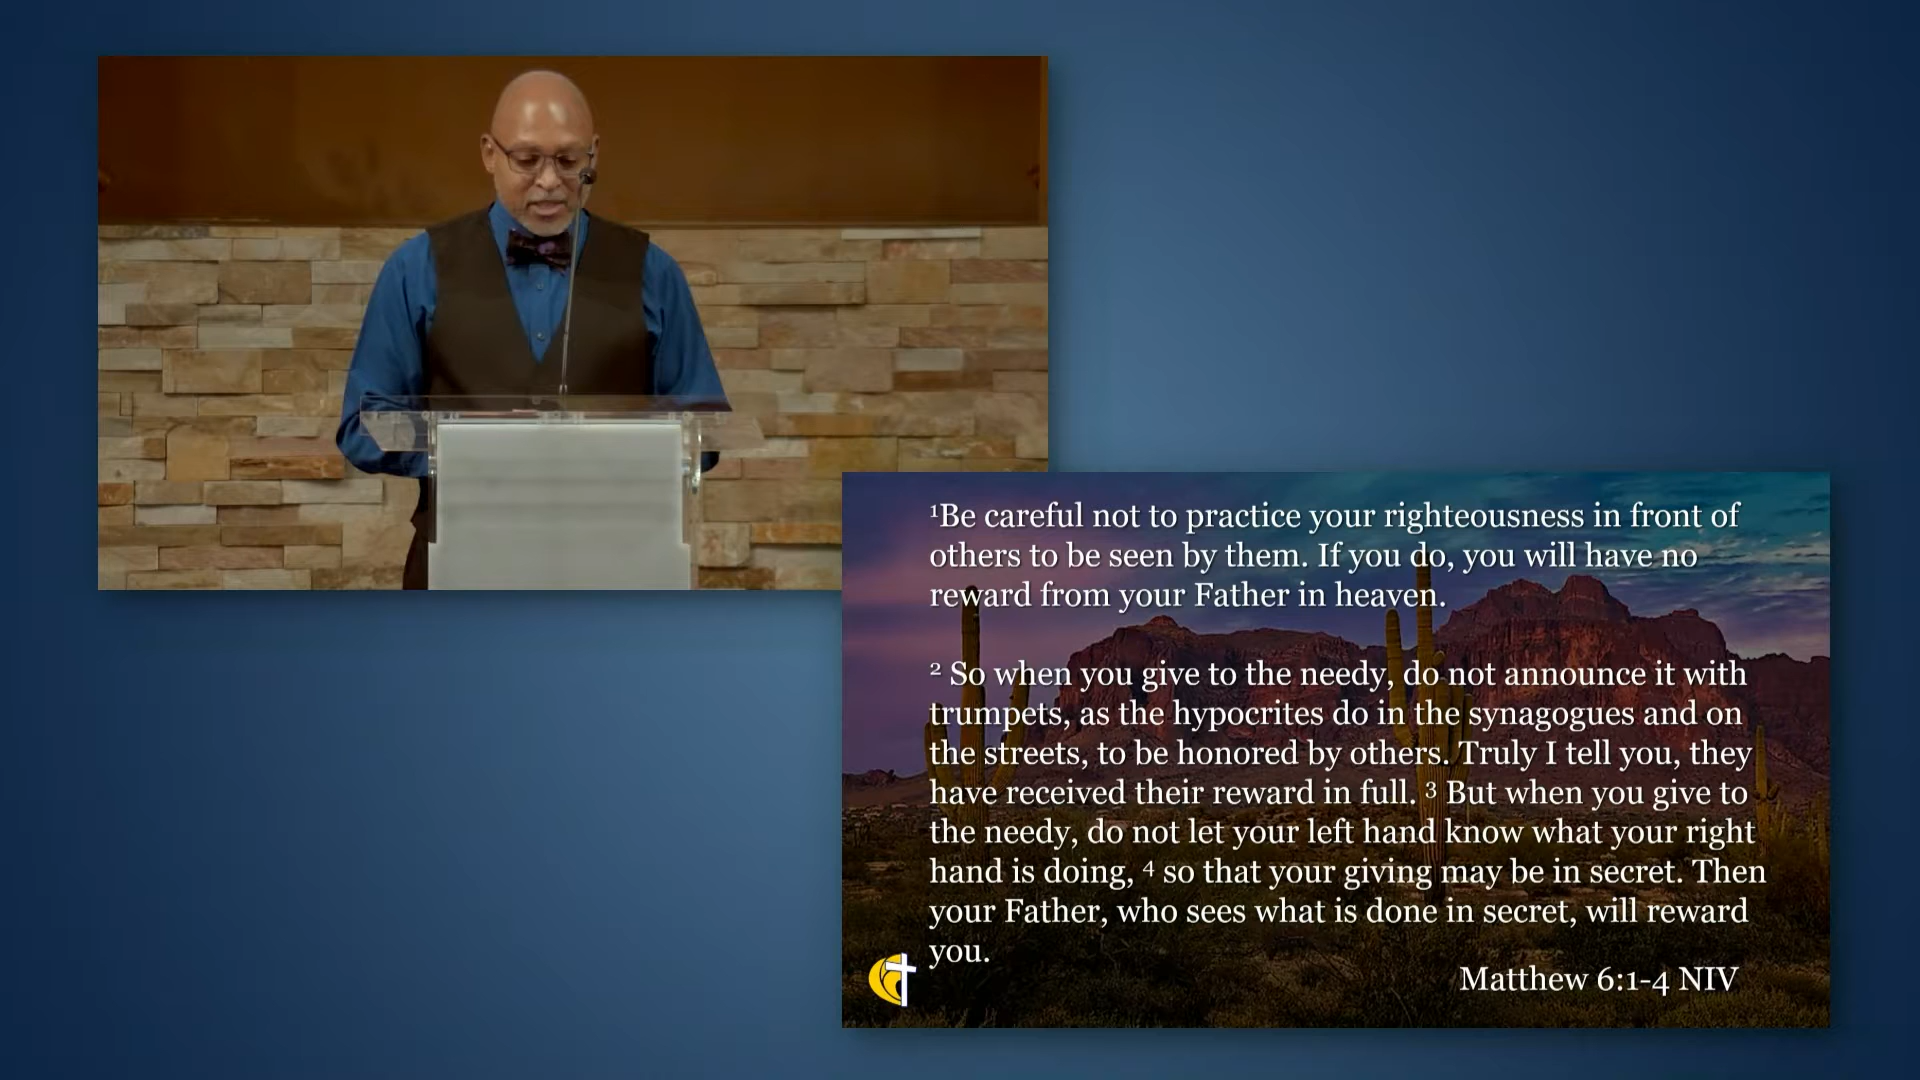 ¹Be careful not to practice your righteousness in front of
others to be seen by them. If you do, you will have no
reward from your Father in heaven.
² So when you give to the needy, do not announce it with
trumpets, as the hypocrites do in the synagogues and on
the streets, to be honored by others. Truly I tell you, they
have received their reward in full. ³ But when you give to
the needy, do not let your left hand know what your right
hand is doing, ⁴ so that your giving may be in secret. Then
your Father, who sees what is done in secret, will reward
you.
Matthew 6:1-4 NIV